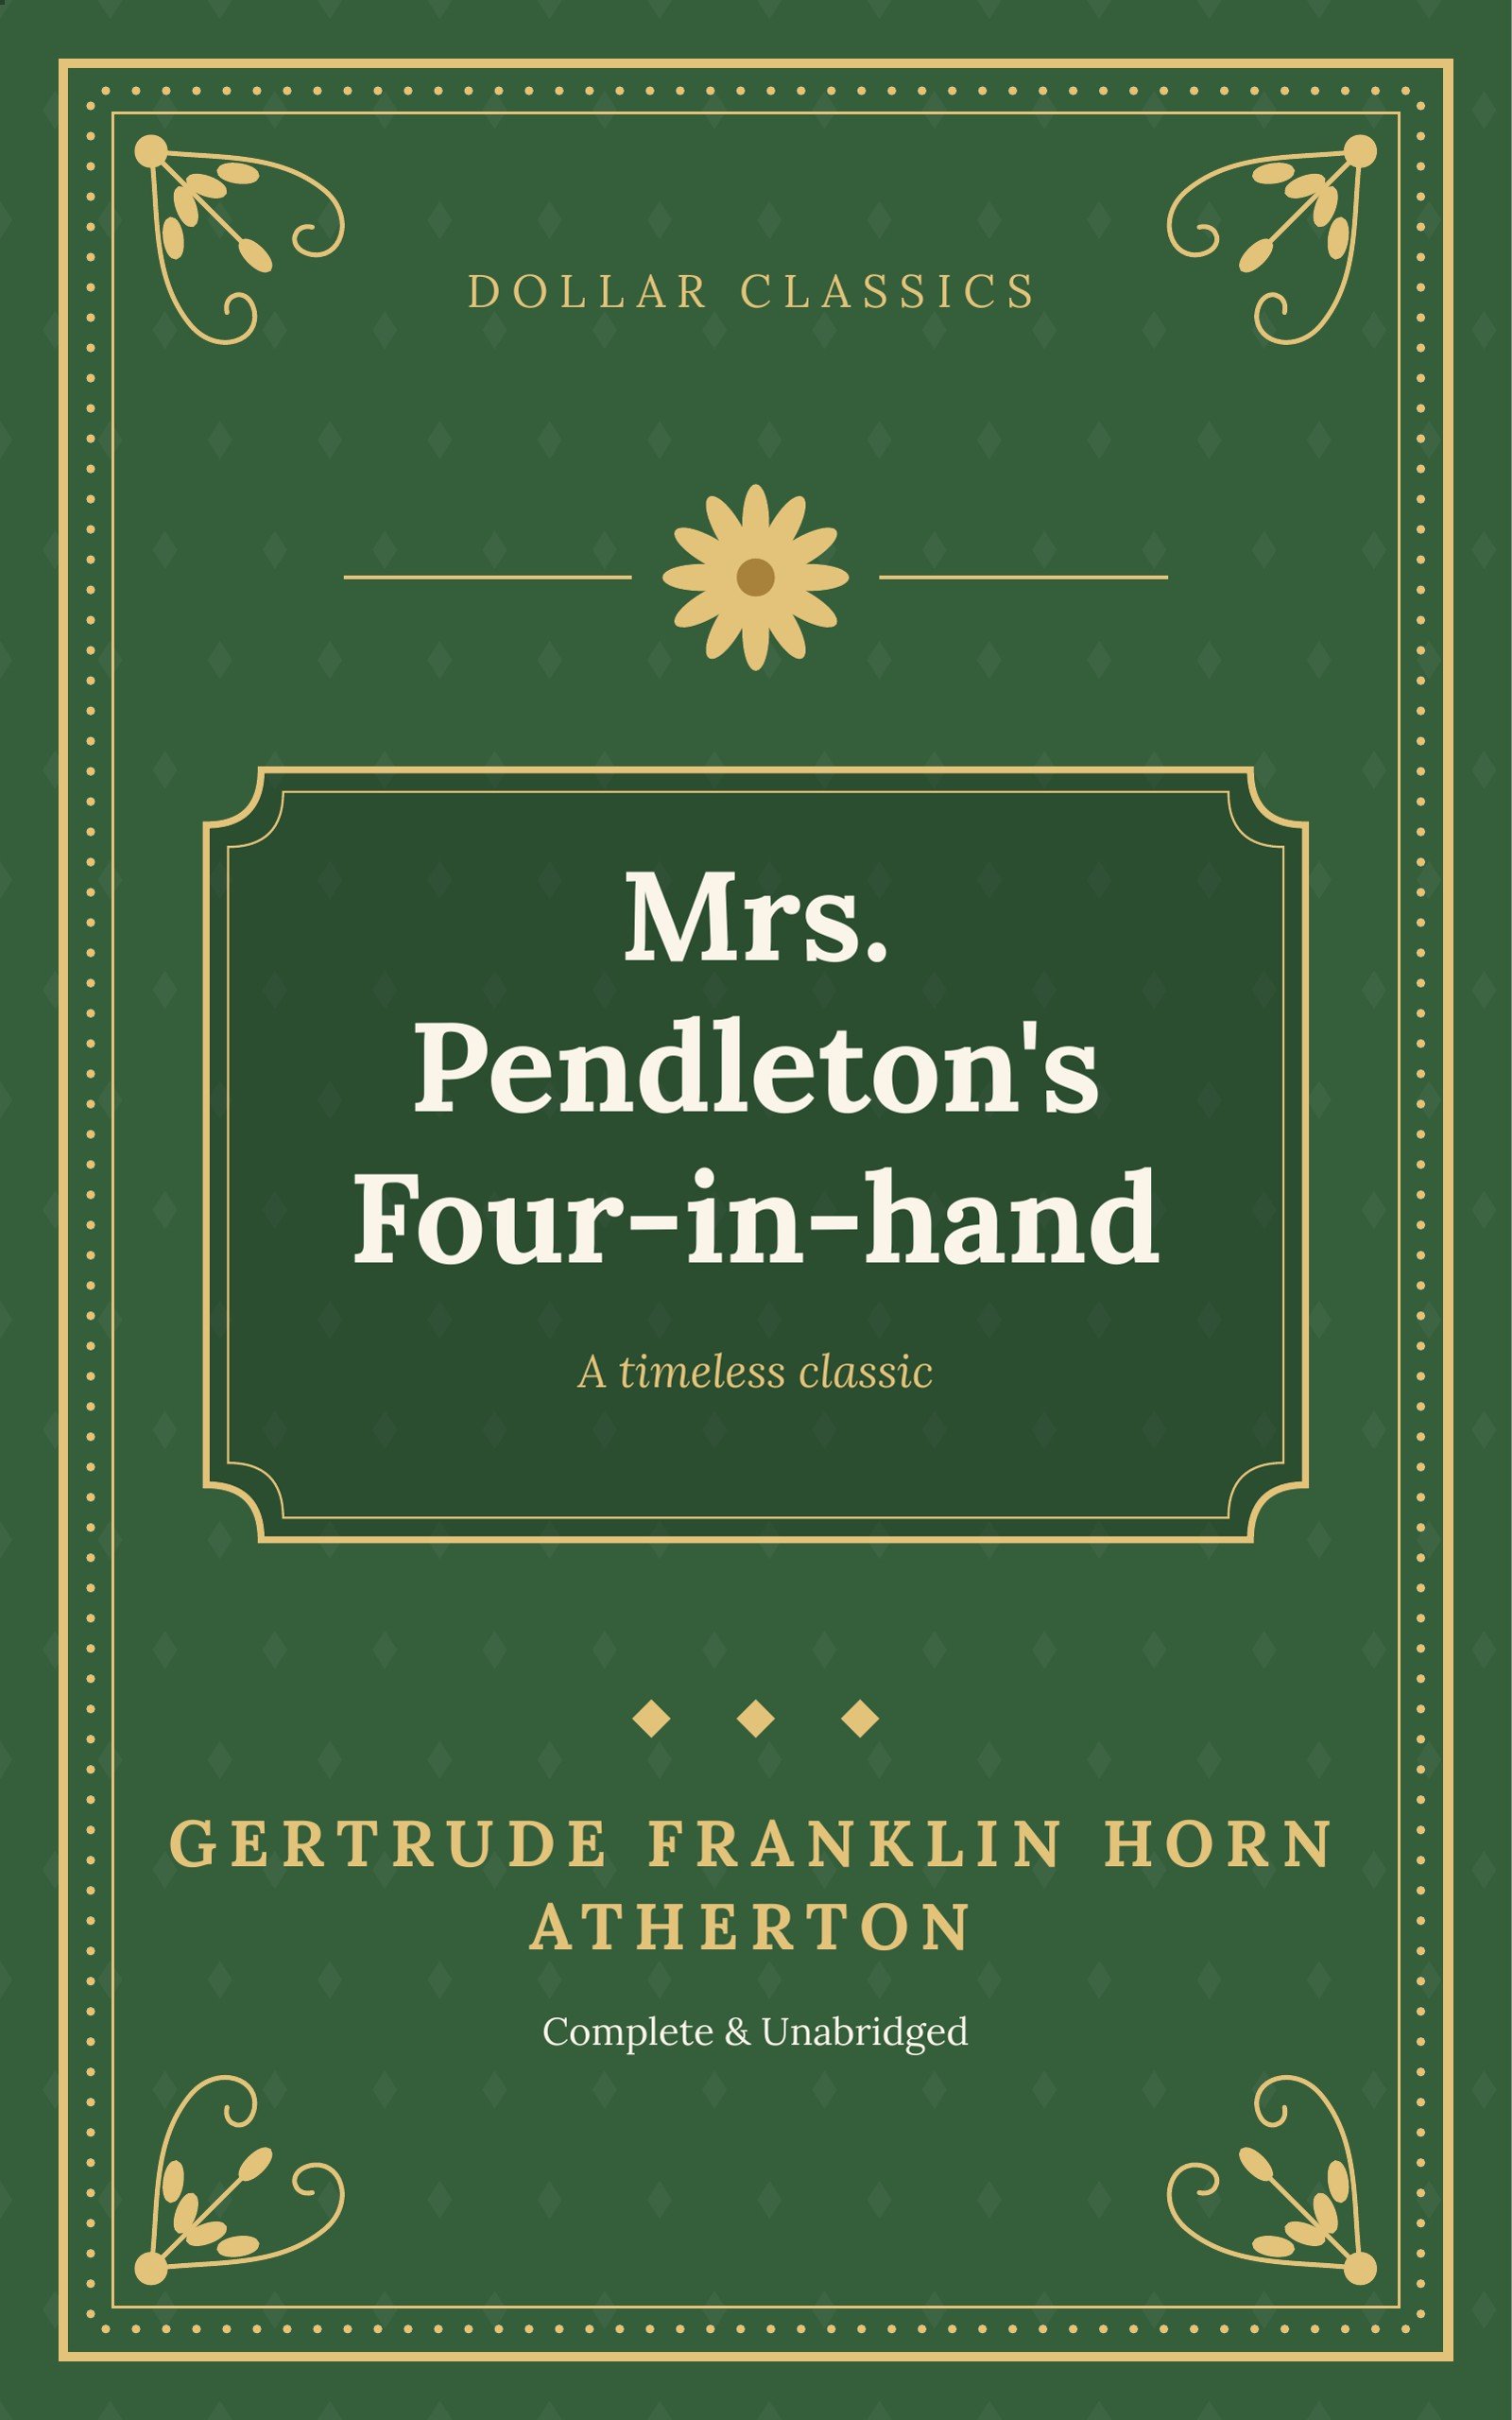 DOLLAR CLASSICS
Mrs.
Pendleton's
Four-in-hand
A timeless classic
GERTRUDE FRANKLIN HORN
ATHERTON
Complete & Unabridged